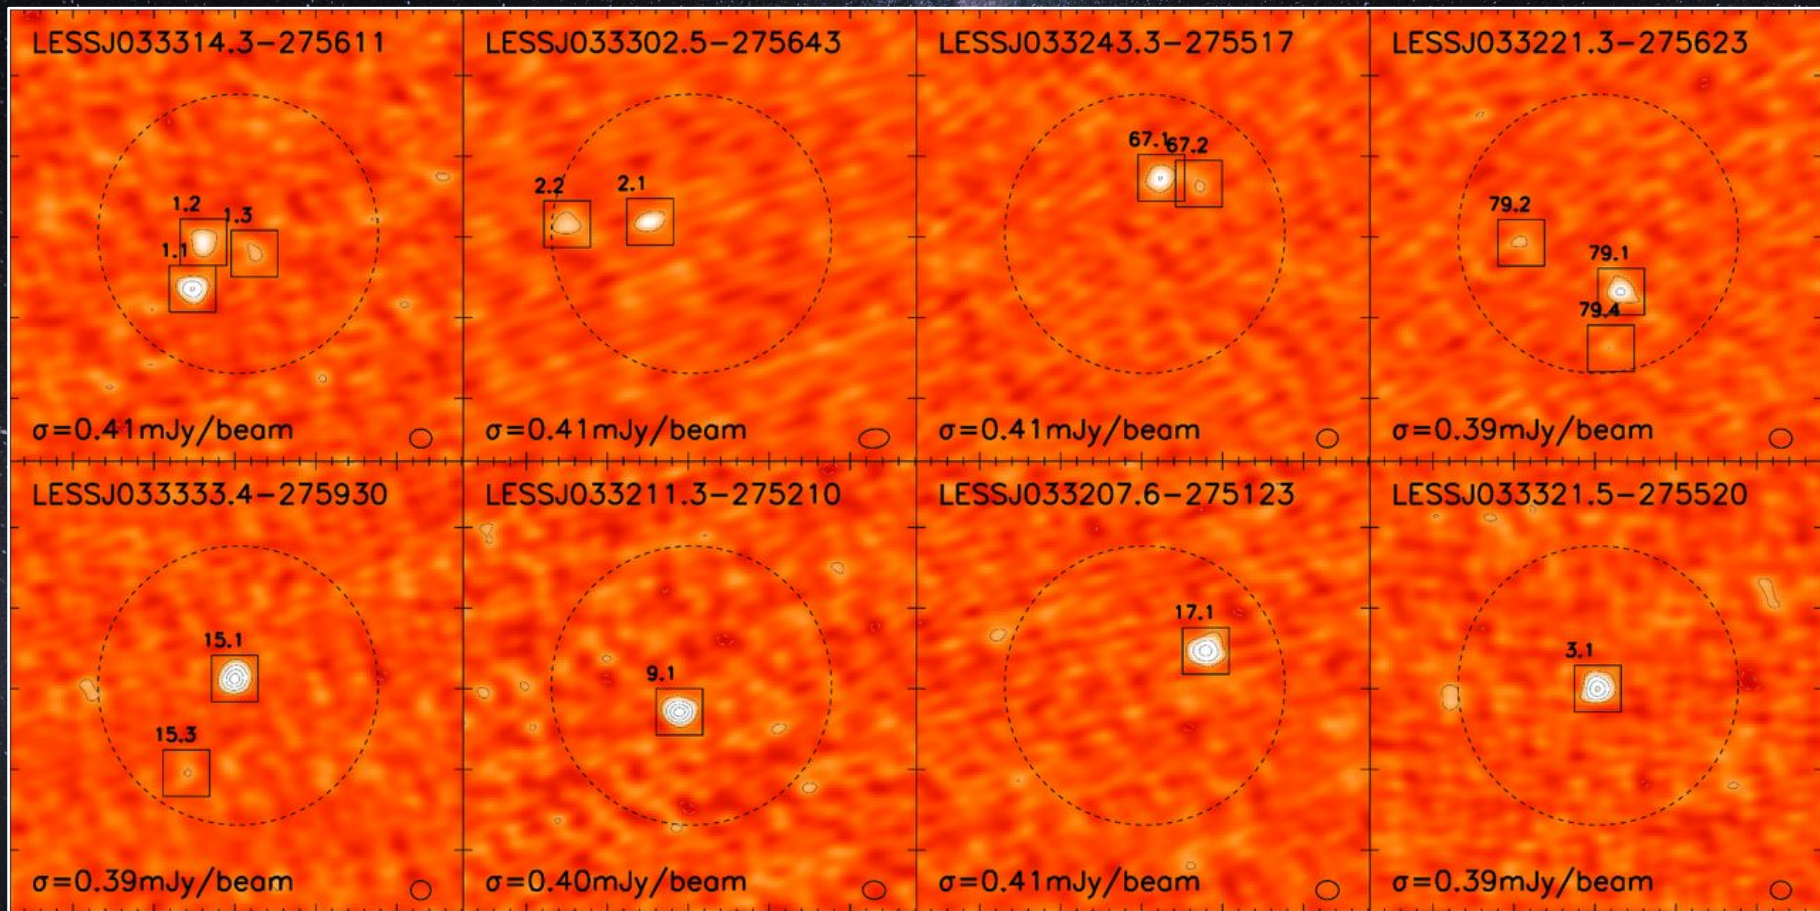 LESSJ033314.3−275611
1.2
1.3
1.1
σ=0.41mJy/beam
LESSJ033302.5−275643
2.2
2.1
σ=0.41mJy/beam
LESSJ033243.3−275517
67.1
67.2
σ=0.41mJy/beam
LESSJ033221.3−275623
79.2
79.1
79.4
σ=0.39mJy/beam
LESSJ033333.4−275930
15.1
15.3
σ=0.39mJy/beam
LESSJ033211.3−275210
9.1
σ=0.40mJy/beam
LESSJ033207.6−275123
17.1
σ=0.41mJy/beam
LESSJ033321.5−275520
3.1
σ=0.39mJy/beam